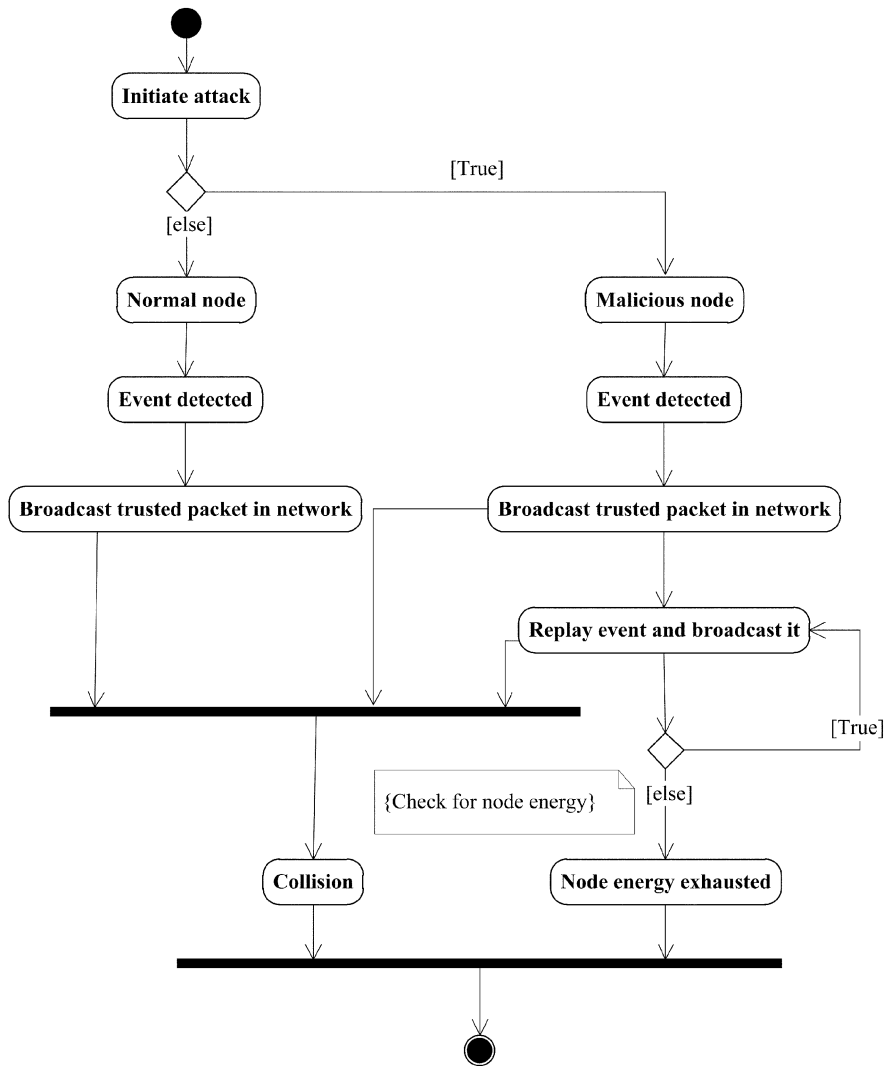 Initiate attack
[True]
[else]
Normal node
Malicious node
Event detected
Event detected
Broadcast trusted packet in network
Broadcast trusted packet in network
Replay event and broadcast it
[True]
{Check for node energy}
[else]
Collision
Node energy exhausted